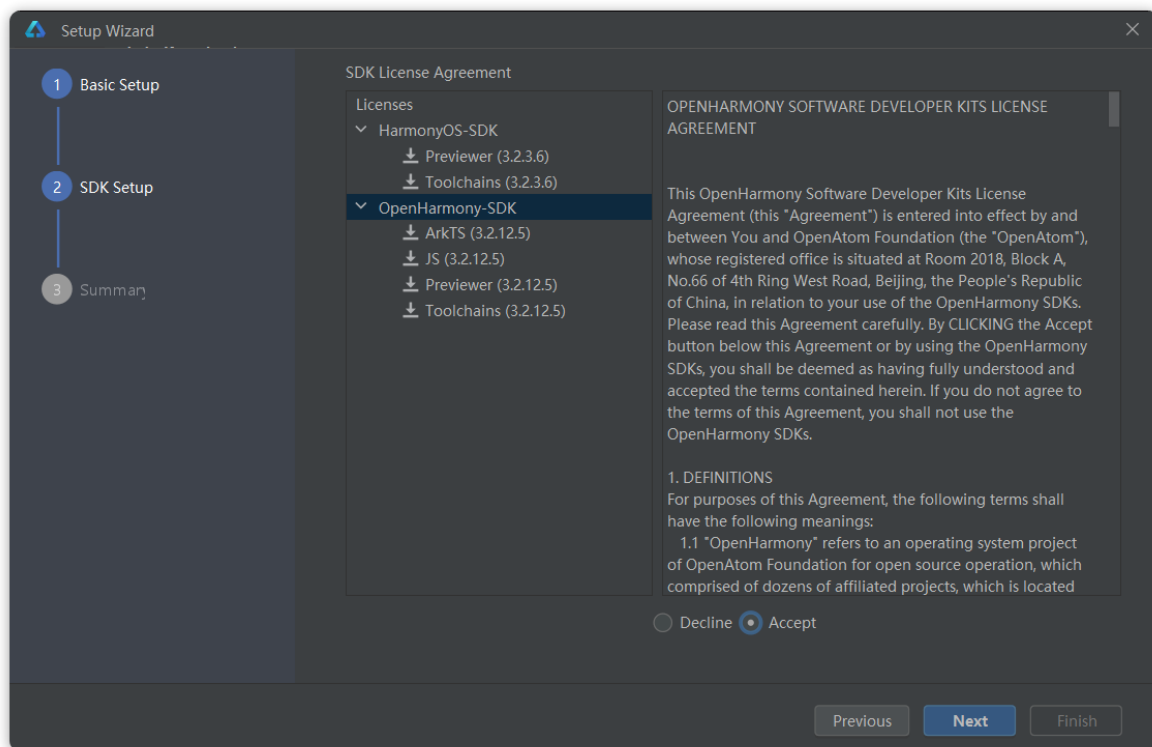 Setup Wizard
1 Basic Setup
2 SDK Setup
3 Summary
SDK License Agreement
Licenses
HarmonyOS-SDK
Previewer (3.2.3.6)
Toolchains (3.2.3.6)
OpenHarmony-SDK
ArkTS (3.2.12.5)
JS (3.2.12.5)
Previewer (3.2.12.5)
Toolchains (3.2.12.5)
OPENHARMONY SOFTWARE DEVELOPER KITS LICENSE
AGREEMENT
This OpenHarmony Software Developer Kits License
Agreement (this "Agreement") is entered into effect by and
between You and OpenAtom Foundation (the "OpenAtom"),
whose registered office is situated at Room 2018, Block A,
No.66 of 4th Ring West Road, Beijing, the People's Republic
of China, in relation to your use of the OpenHarmony SDKs.
Please read this Agreement carefully. By CLICKING the Accept
button below this Agreement or by using the OpenHarmony
SDKs, you shall be deemed as having fully understood and
accepted the terms contained herein. If you do not agree to
the terms of this Agreement, you shall not use the
OpenHarmony SDKs.
1. DEFINITIONS
For purposes of this Agreement, the following terms shall
have the following meanings:
1.1 "OpenHarmony" refers to an operating system project
of OpenAtom Foundation for open source operation, which
comprised of dozens of affiliated projects, which is located
Decline Accept
Previous Next Finish